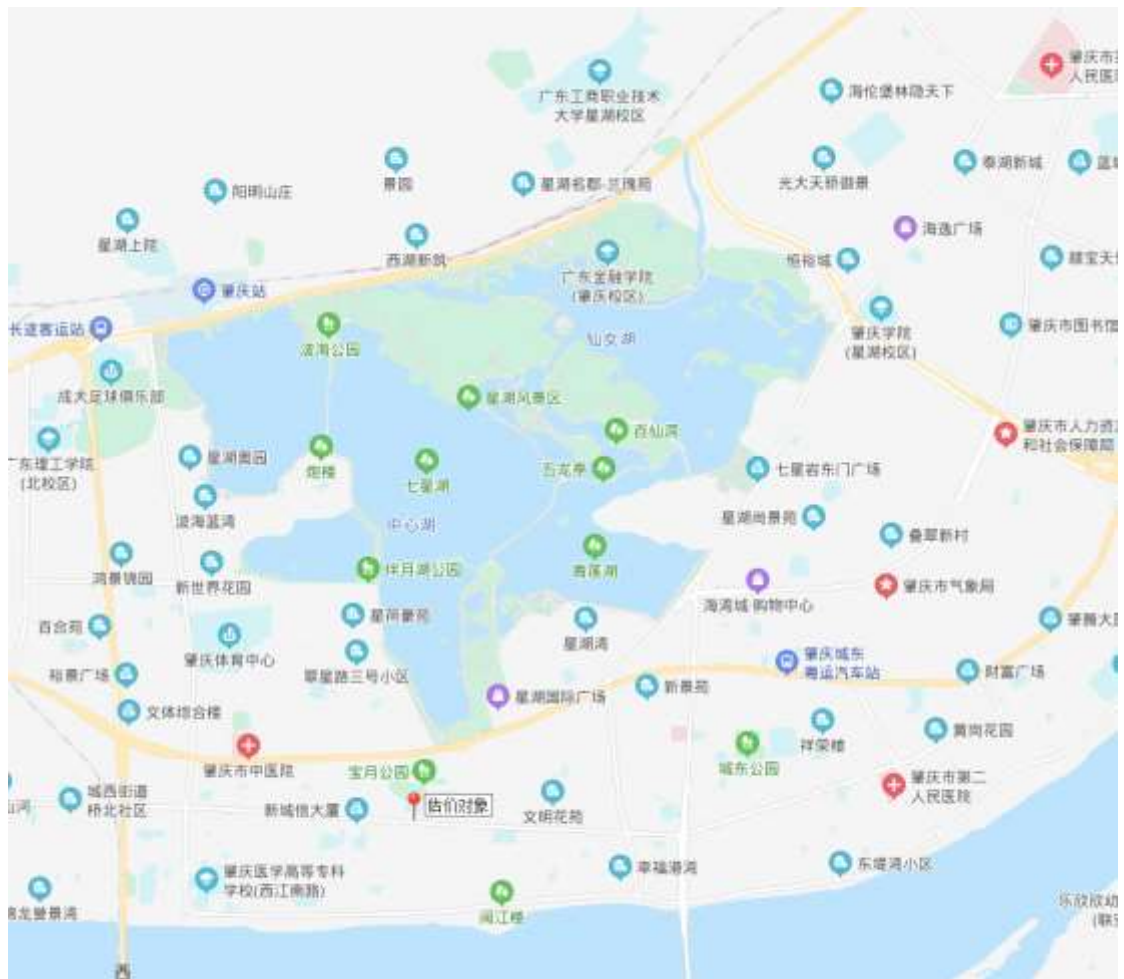 肇庆市
人民医
广东工商职业技术
大学星湖校区
海伦堡林隐天下
景园
星湖名郡·兰瑰苑
光大天骄御景
泰湖新城
蓝
阳明山庄
星湖上院
西湖新筑
广东金融学院
(肇庆校区)
恒裕城
海逸广场
肇庆站
长途客运站
波海公园
仙女湖
肇庆学院
(星湖校区)
肇庆市图书馆
成大足球俱乐部
星湖风景区
百仙洞
肇庆市人力资
和社会保障局
广东理工学院
(北校区)
星湖奥园
炮楼
七星湖
五龙亭
七星岩东门广场
波海蓝湾
中心湖
星湖尚景苑
叠翠新村
鸿景锦园
新世界花园
伴月湖公园
青莲湖
海湾城·购物中心
肇庆市气象局
百合苑
星荷豪苑
星湖湾
肇庆体育中心
翠星路三号小区
肇庆城东
粤运汽车站
肇腾大
裕景广场
文体综合楼
星湖国际广场
新景苑
财富广场
肇庆市中医院
宝月公园
城东公园
祥荣楼
黄岗花园
城西街道
桥北社区
新城信大厦
估价对象
文明花苑
肇庆市第二
人民医院
肇庆医学高等专科
学校(西江南路)
幸福港湾
东堤湾小区
阅江楼
乐欣欣动
西